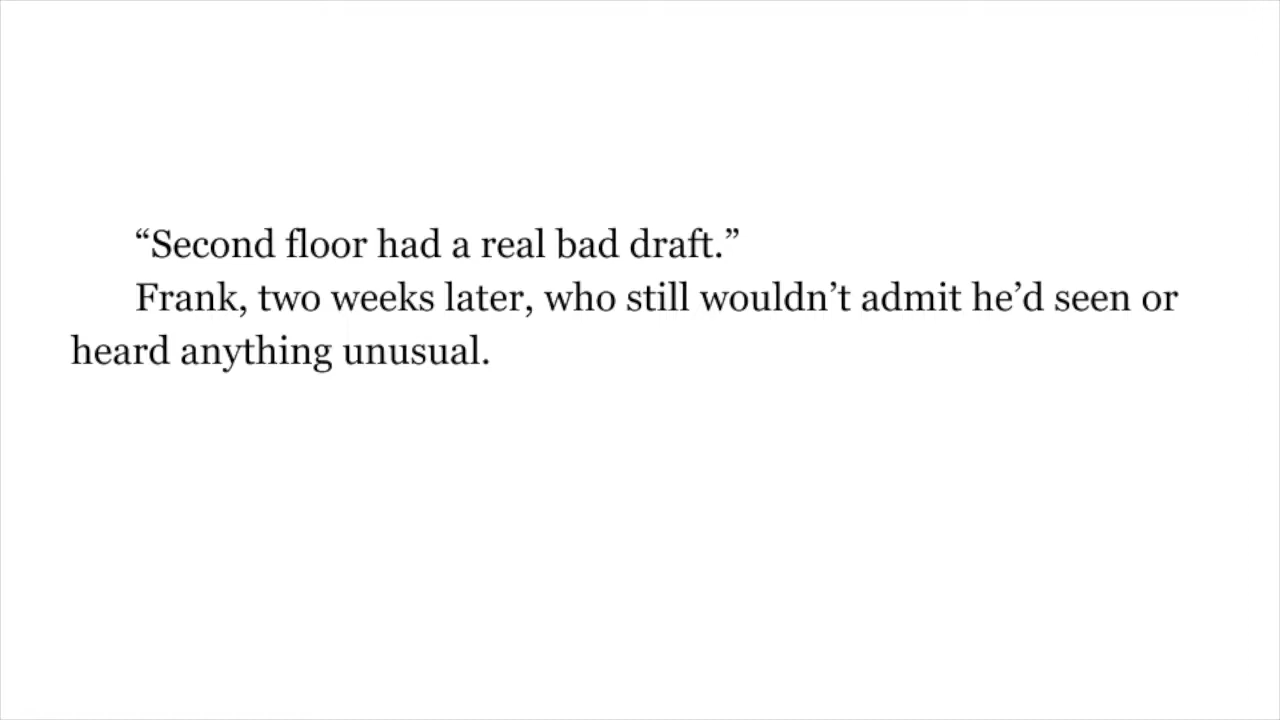 “Second floor had a real bad draft.”
Frank, two weeks later, who still wouldn’t admit he’d seen or
heard anything unusual.